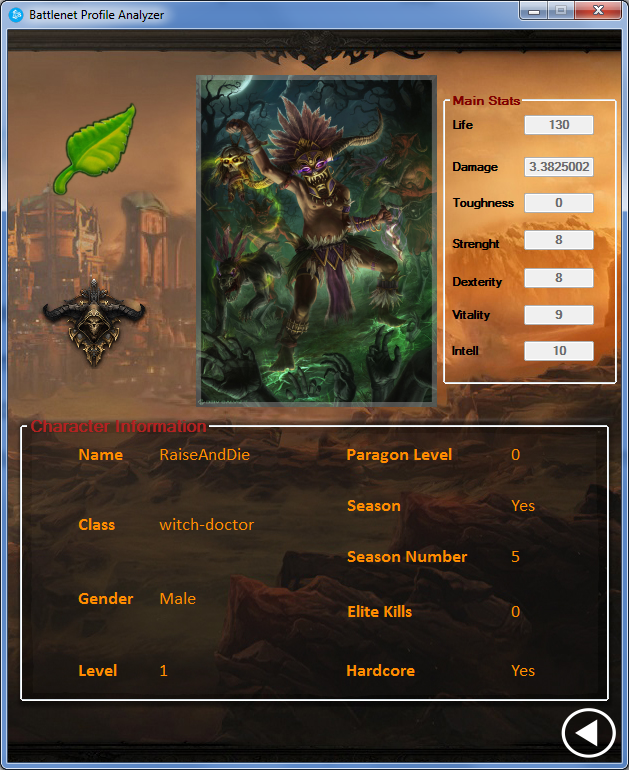 Battlenet Profile Analyzer
Main Stats
Life 130
Damage 3.3825002
Toughness 0
Strenght 8
Dexterity 8
Vitality 9
Intell 10
Character Information
Name RaiseAndDie Paragon Level 0
Season Yes
Class witch-doctor
Season Number 5
Gender Male
Elite Kills 0
Level 1 Hardcore Yes